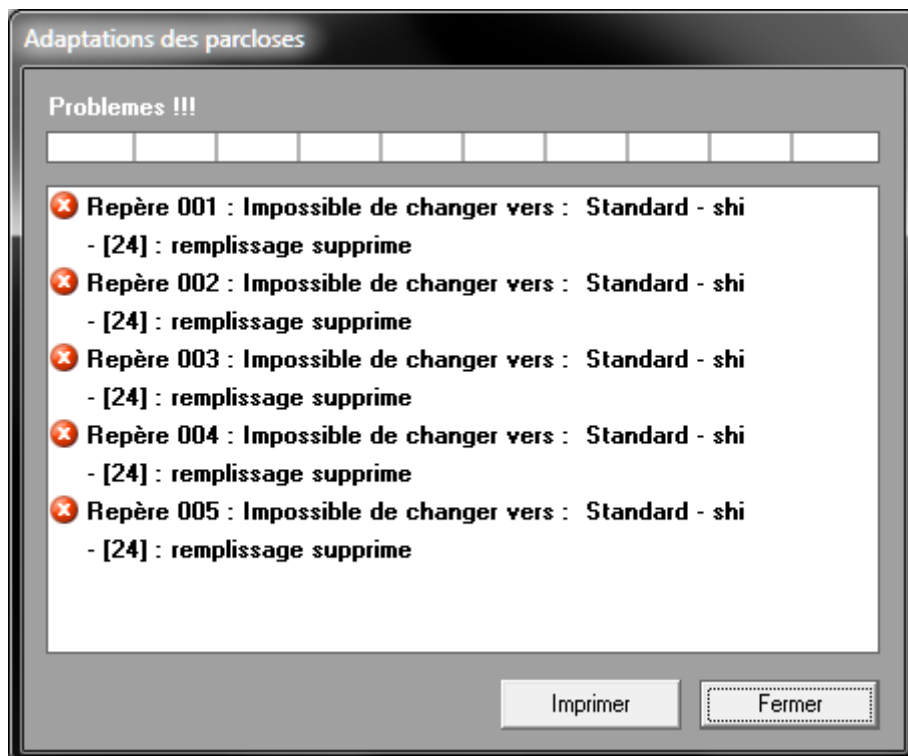 Adaptations des parcloses
Problemes !!!
Repère 001 : Impossible de changer vers :  Standard - shi
- [24] : remplissage supprime
Repère 002 : Impossible de changer vers :  Standard - shi
- [24] : remplissage supprime
Repère 003 : Impossible de changer vers :  Standard - shi
- [24] : remplissage supprime
Repère 004 : Impossible de changer vers :  Standard - shi
- [24] : remplissage supprime
Repère 005 : Impossible de changer vers :  Standard - shi
- [24] : remplissage supprime
Imprimer
Fermer